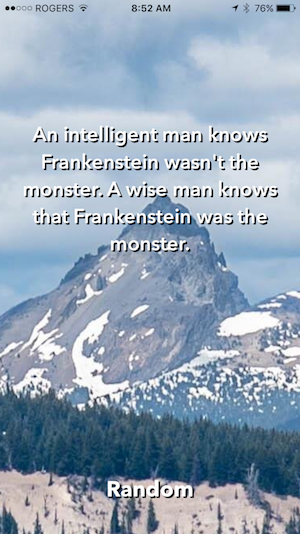 ROGERS 8:52 AM 76%
An intelligent man knows
Frankenstein wasn't the
monster. A wise man knows
that Frankenstein was the
monster.
Random